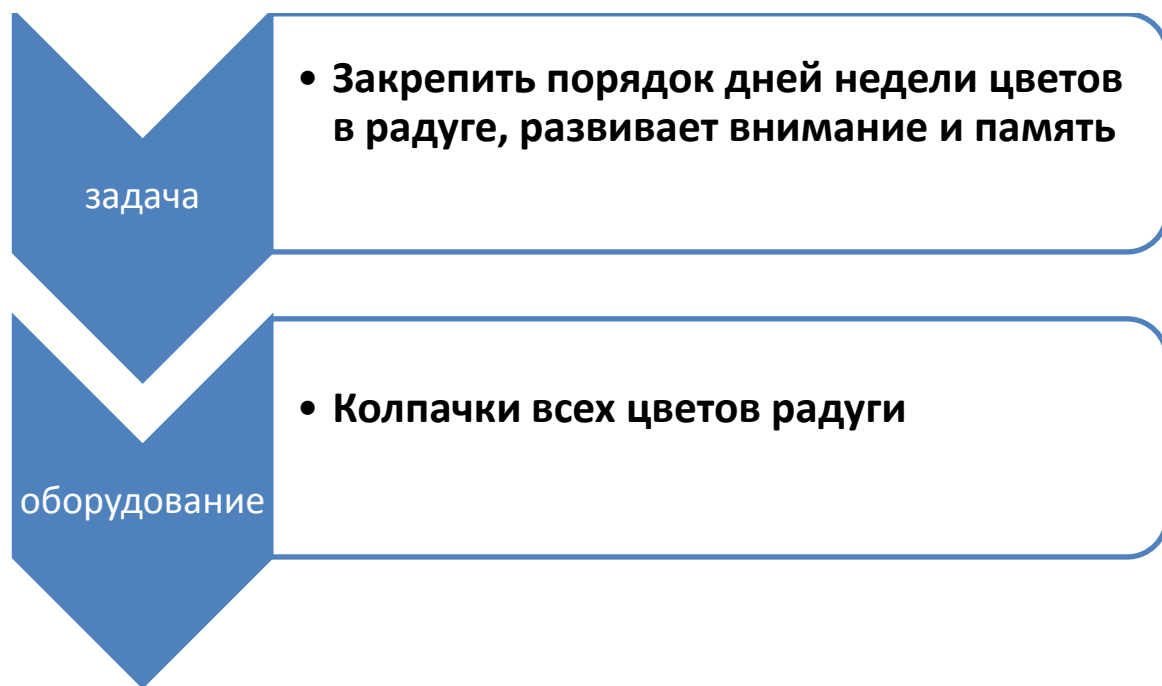 задача
• Закрепить порядок дней недели цветов
в радуге, развивает внимание и память
оборудование
• Колпачки всех цветов радуги